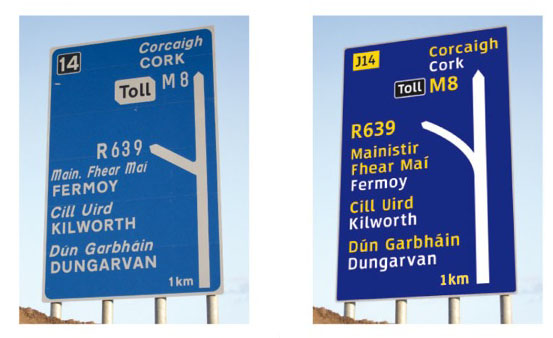 14
Corcaigh
CORK
Toll M8
R639
Main. Fhear Maí
FERMOY
Cill Uird
KILWORTH
Dún Garbháin
DUNGARVAN
1km
J14
Corcaigh
Cork
Toll M8
R639
Mainistir
Fhear Maí
Fermoy
Cill Uird
Kilworth
Dún Garbháin
Dungarvan
1km